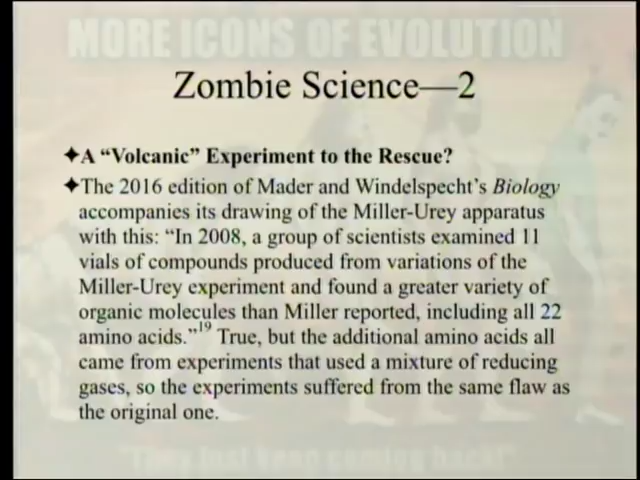 MORE ICONS OF EVOLUTION
Zombie Science—2
✦A “Volcanic” Experiment to the Rescue?
✦The 2016 edition of Mader and Windelspecht’s Biology
accompanies its drawing of the Miller-Urey apparatus
with this: “In 2008, a group of scientists examined 11
vials of compounds produced from variations of the
Miller-Urey experiment and found a greater variety of
organic molecules than Miller reported, including all 22
amino acids.”19 True, but the additional amino acids all
came from experiments that used a mixture of reducing
gases, so the experiments suffered from the same flaw as
the original one.
"They just keep coming back!"